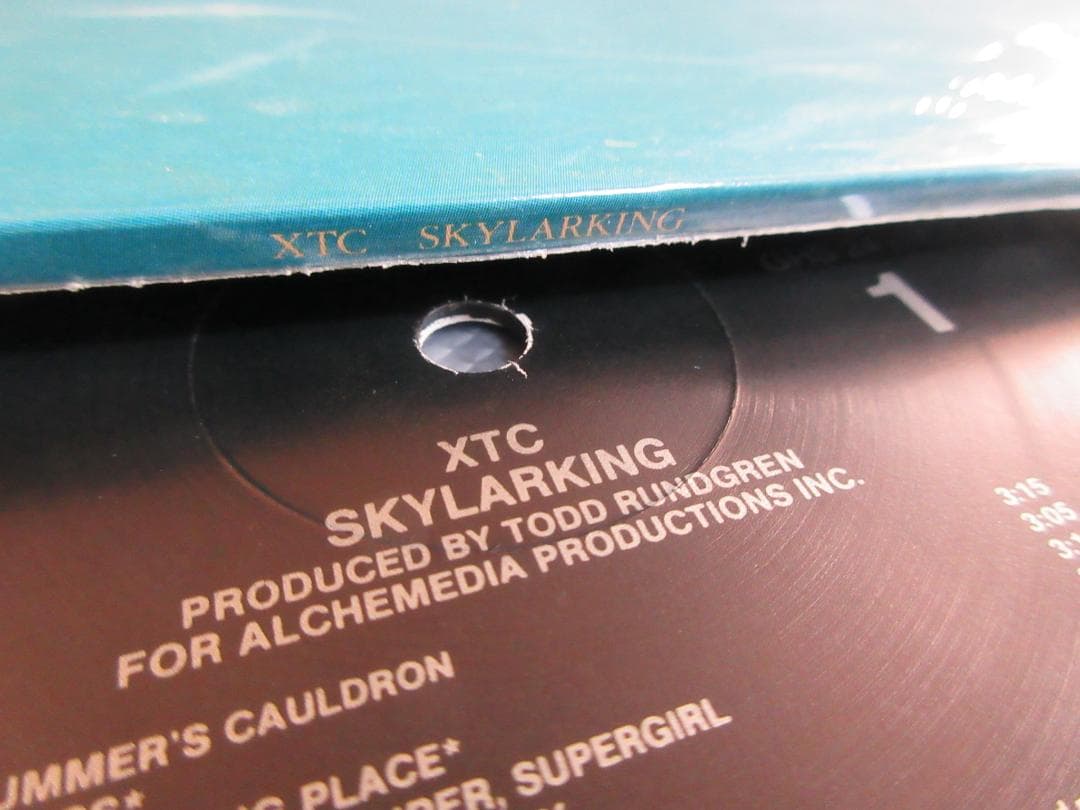 XTC SKYLARKING
1
XTC
SKYLARKING
PRODUCED BY TODD RUNDGREN
FOR ALCHEMEDIA PRODUCTIONS INC.
UMMER'S CAULDRON
3:15
3:05
PLACE*
SUPERGIRL